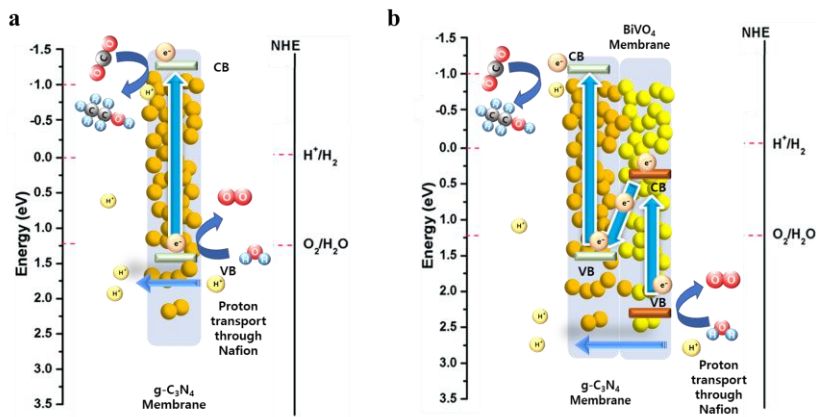 a
-1.5
-1.0
-0.5
0.0
0.5
1.0
1.5
2.0
2.5
3.0
3.5
Energy (eV)
NHE
e⁻
CB
O
C
O
H⁺
H
H
H
C
C
O
H
H
H
H⁺/H₂
H⁺
O
O
e⁻
O₂/H₂O
O
H
H
VB
H⁺
H⁺
H⁺
Proton
transport
through
Nafion
g-C₃N₄
Membrane
b
BiVO₄
Membrane
-1.5
-1.0
-0.5
0.0
0.5
1.0
1.5
2.0
2.5
3.0
3.5
Energy (eV)
NHE
CB
e⁻
O
C
O
H⁺
H
H
H
C
C
O
H
H
H
H⁺/H₂
e⁻
CB
e⁻
H⁺
e⁻
O₂/H₂O
VB
e⁻
O
O
VB
H⁺
O
H
H
H⁺
H⁺
Proton
transport
through
Nafion
g-C₃N₄
Membrane